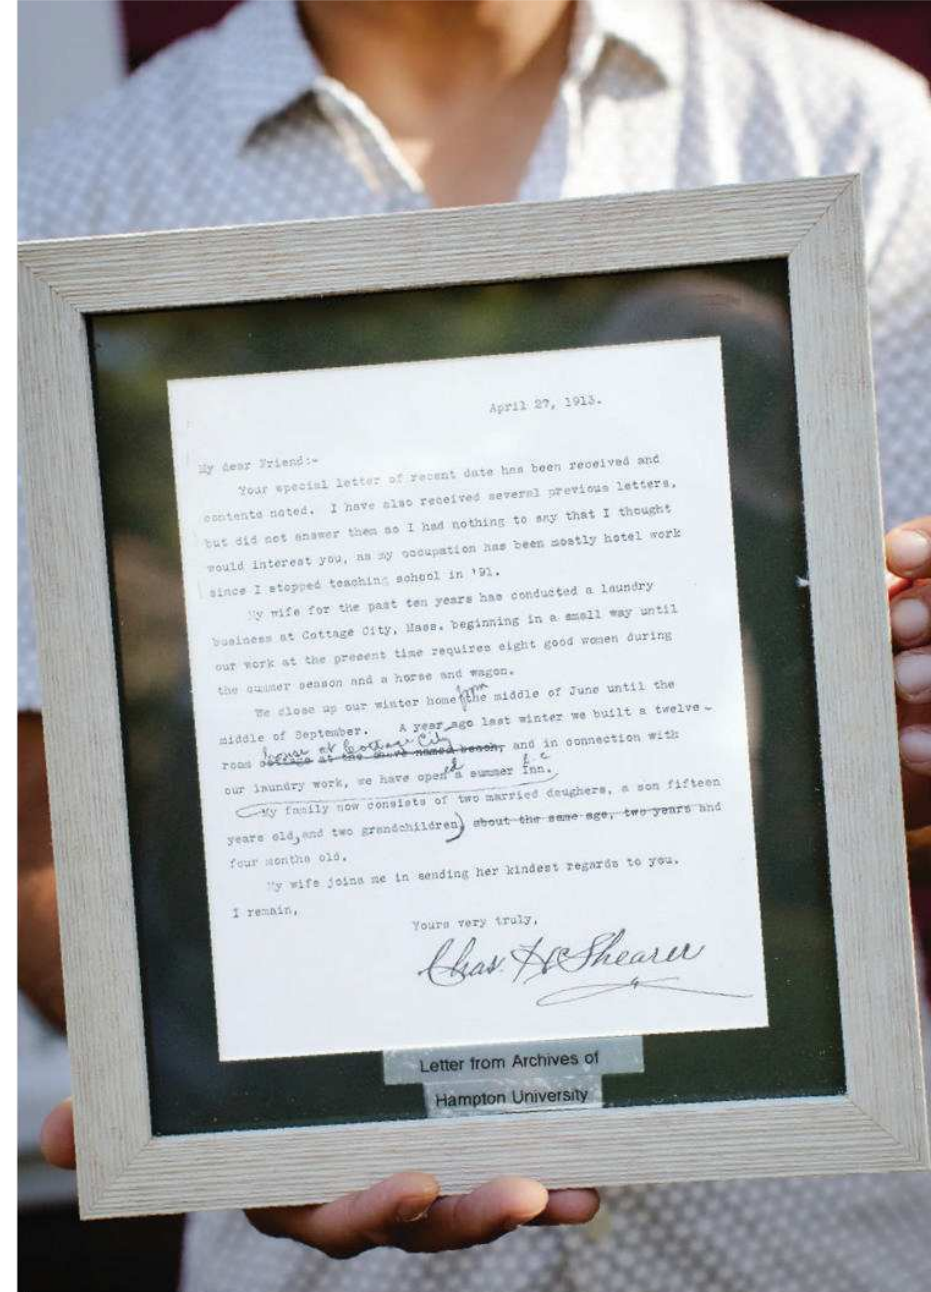 April 27, 1913.
My dear Friend:-
Your special letter of recent date has been received and
contents noted. I have also received several previous letters,
but did not answer them as I had nothing to say that I thought
would interest you, as my occupation has been mostly hotel work
since I stopped teaching school in '91.
My wife for the past ten years has conducted a laundry
business at Cottage City, Mass. beginning in a small way until
our work at the present time requires eight good women during
the summer season and a horse and wagon.
We close up our winter home from the middle of June until the
middle of September. A year ago last winter we built a twelve-
house at Cottage City
room cottage at the above named beach, and in connection with
our laundry work, we have opened a summer Inn.
My family now consists of two married daughers, a son fifteen
years old, and two grandchildren) about the same age, two years and
four months old.
My wife joins me in sending her kindest regards to you.
I remain,
Yours very truly,
Chas. H. Shearer
Letter from Archives of
Hampton University